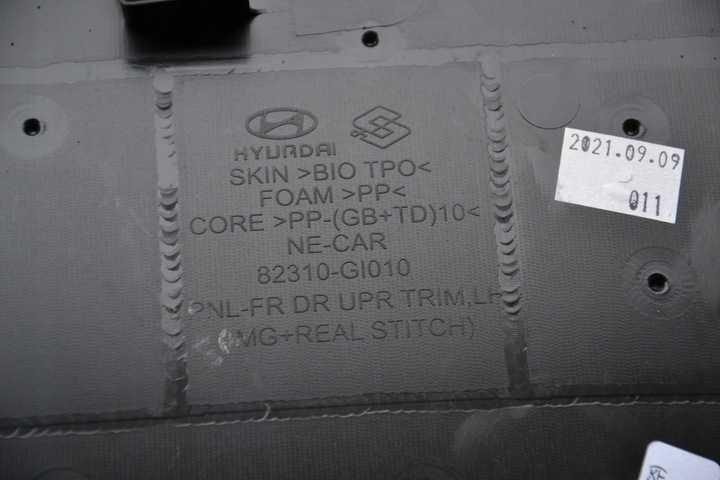 HYUNDAI
SKIN >BIO TPO<
FOAM >PP<
CORE >PP-(GB+TD)10<
NE-CAR
82310-GI010
PNL-FR DR UPR TRIM,LH
(IMG+REAL STITCH)
2021.09.09
011